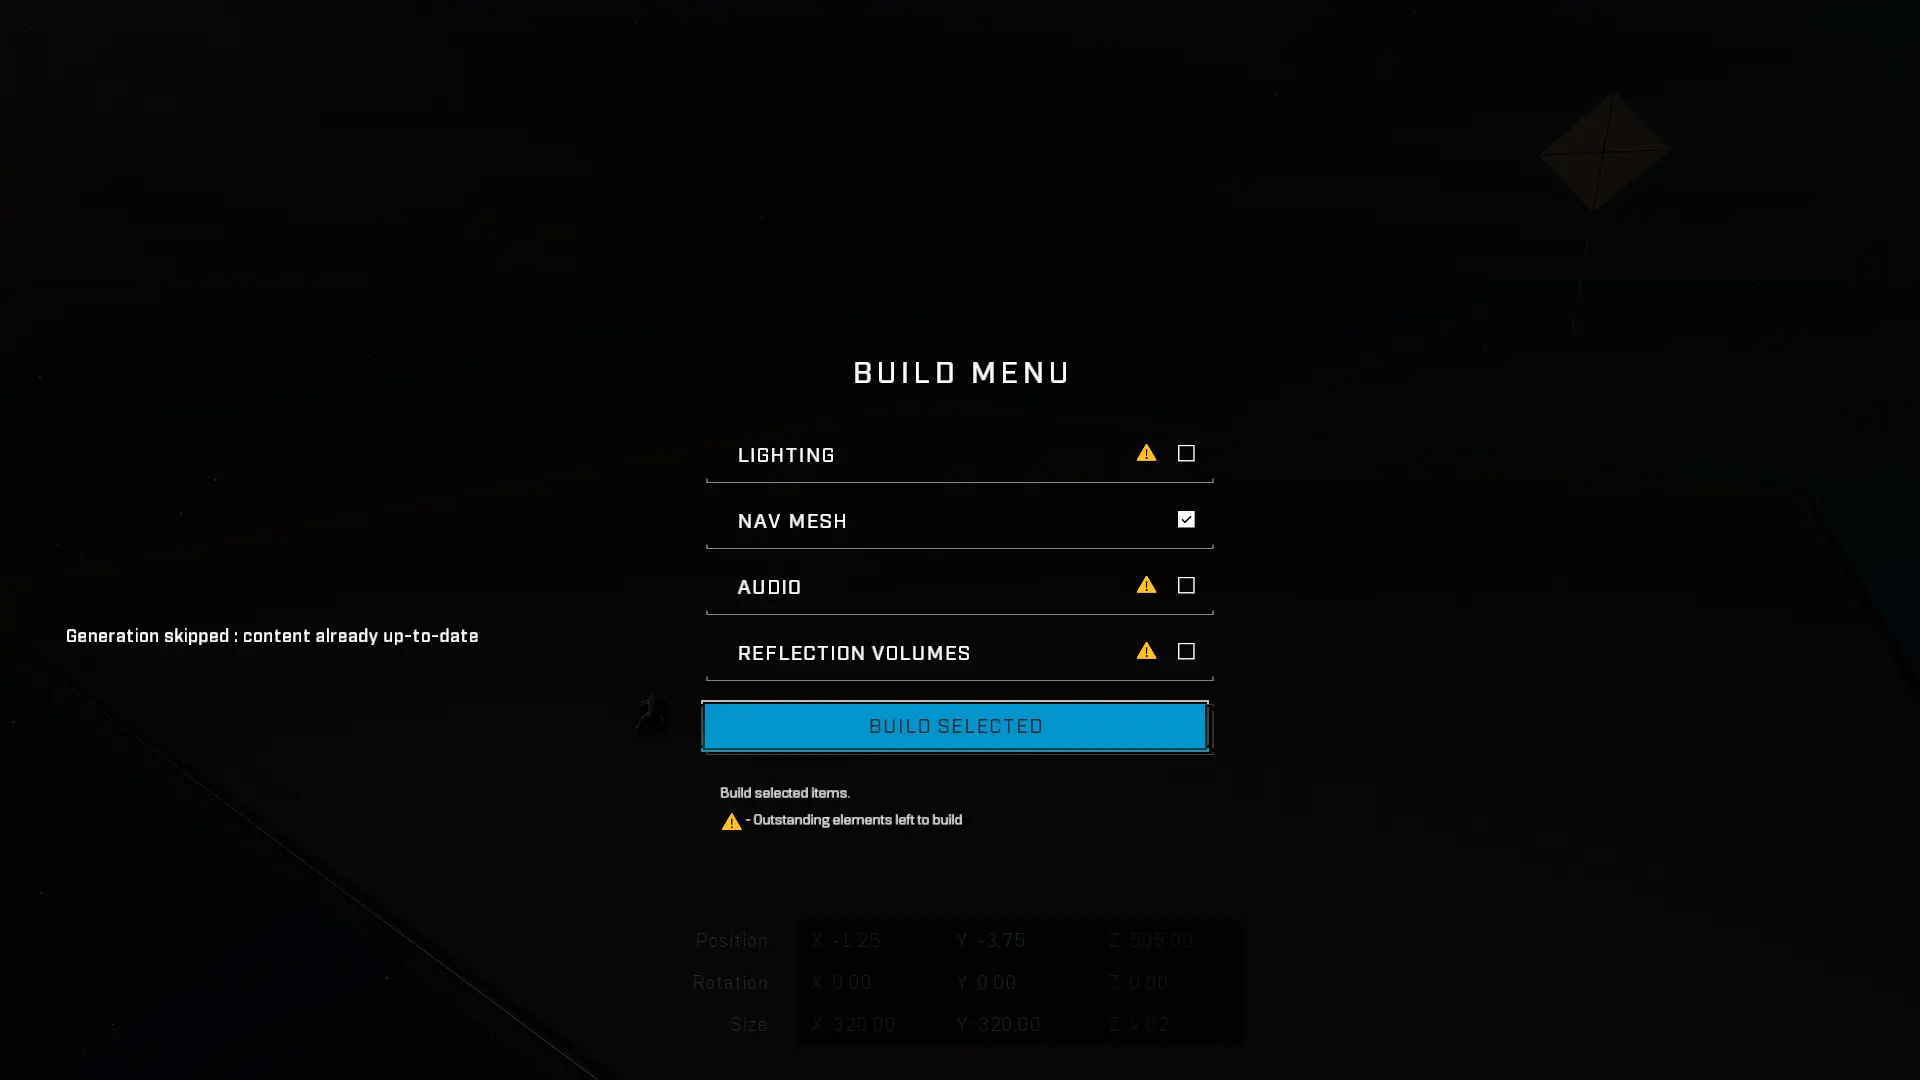 BUILD MENU
LIGHTING
NAV MESH
AUDIO
Generation skipped : content already up-to-date
REFLECTION VOLUMES
BUILD SELECTED
Build selected items.
- Outstanding elements left to build
Position X: -1.25 Y: -3.75 Z: 505.00
Rotation X: 0.00 Y: 0.00 Z: 0.00
Size X: 320.00 Y: 320.00 Z: 4.02